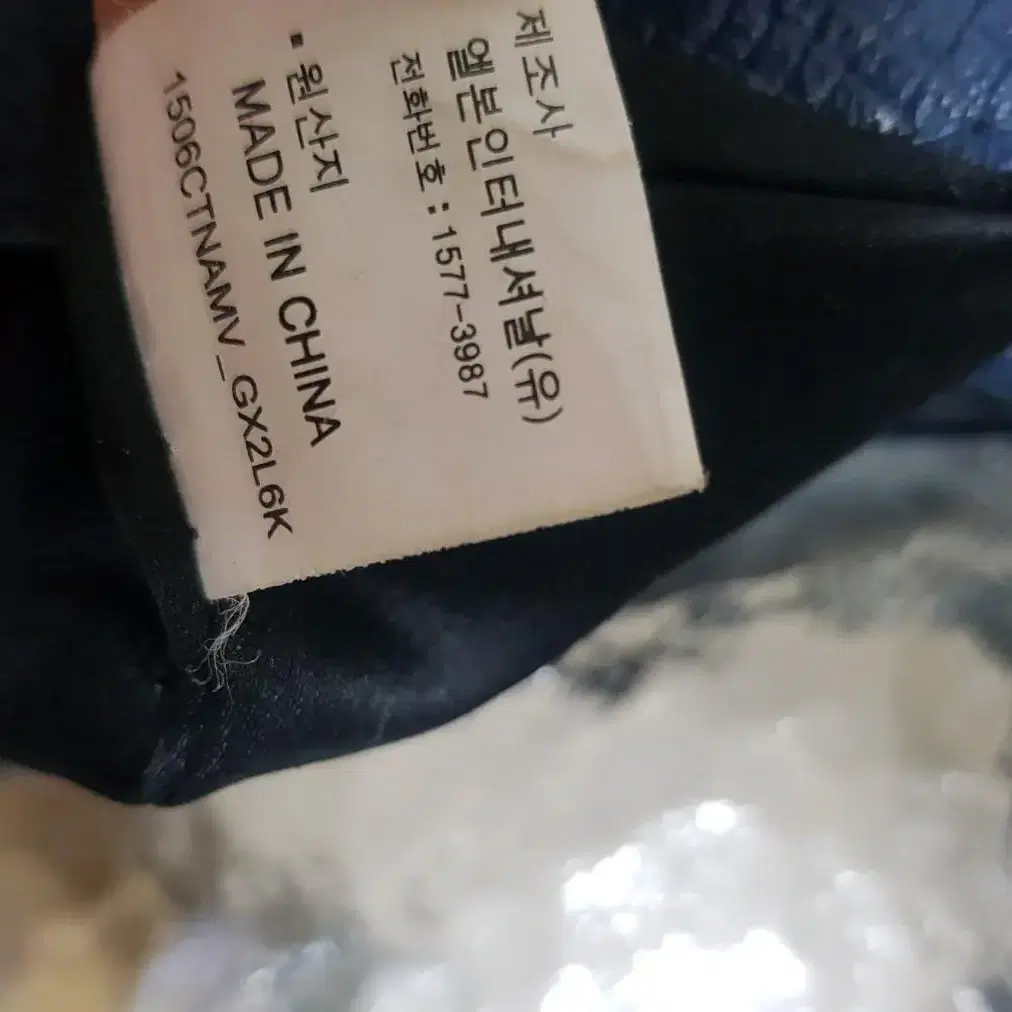 제조사
엘본인터내셔날(유)
전화번호 : 1577-3987
▪ 원산지
MADE IN CHINA
1506CTNAMV_GX2L6K